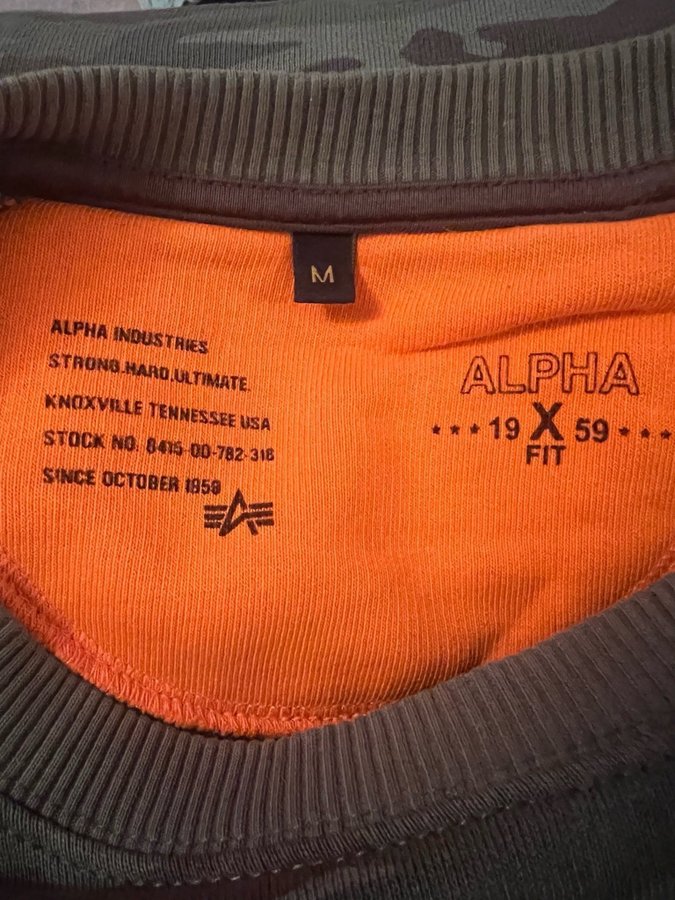 M
ALPHA INDUSTRIES
STRONG.HARD.ULTIMATE.
KNOXVILLE TENNESSEE USA
STOCK NO: 8415-00-782-318
SINCE OCTOBER 1959
ALPHA
★★★19 X 59★★★
FIT